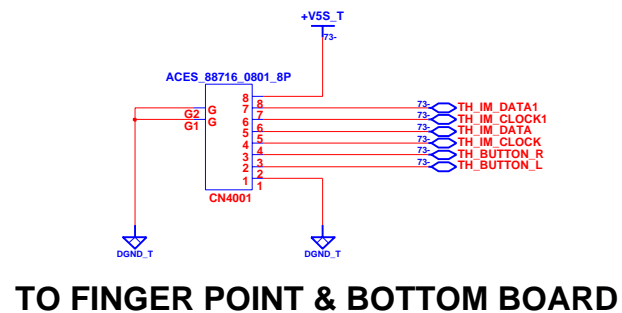 +V5S_T
73-
ACES_88716_0801_8P
8
8
73-
TH_IM_DATA1
G
G2
7
7
73-
TH_IM_CLOCK1
G
G1
6
6
73-
TH_IM_DATA
5
5
73-
TH_IM_CLOCK
4
4
73-
TH_BUTTON_R
3
3
73-
TH_BUTTON_L
2
2
1
1
CN4001
DGND_T
DGND_T
TO FINGER POINT & BOTTOM BOARD